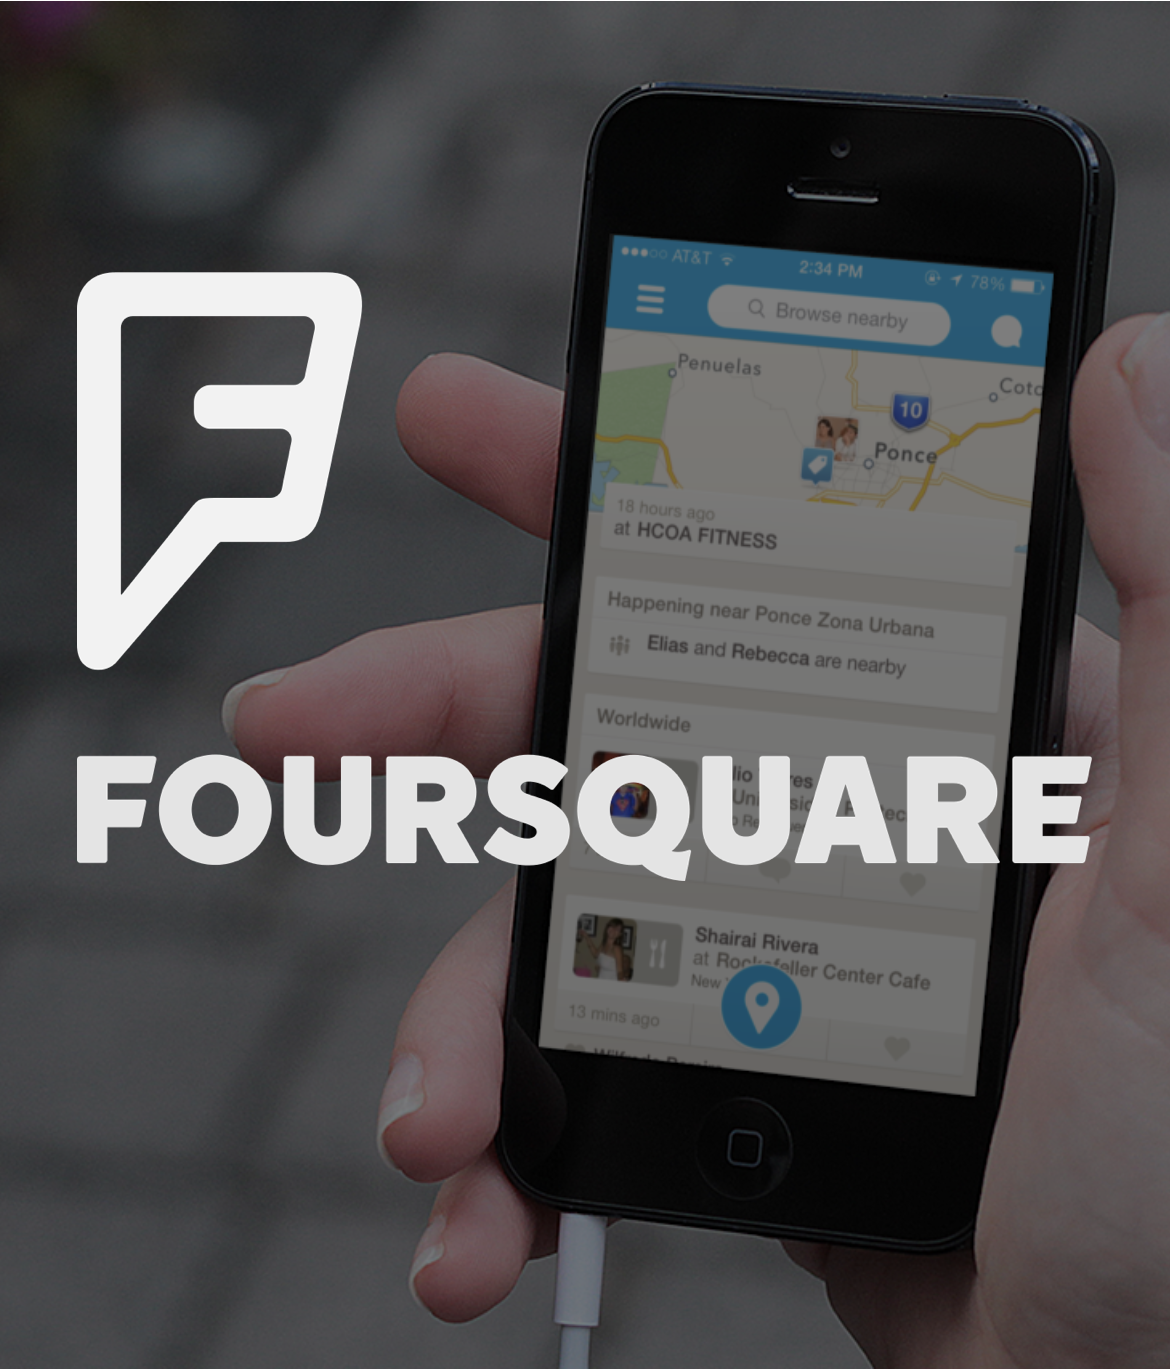 AT&T 2:34 PM 78%
Browse nearby
Penuelas
Coto
10
Ponce
18 hours ago
at HCOA FITNESS
Happening near Ponce Zona Urbana
Elias and Rebecca are nearby
Worldwide
FOURSQUARE
Shairai Rivera
at Rockefeller Center Cafe
New
13 mins ago